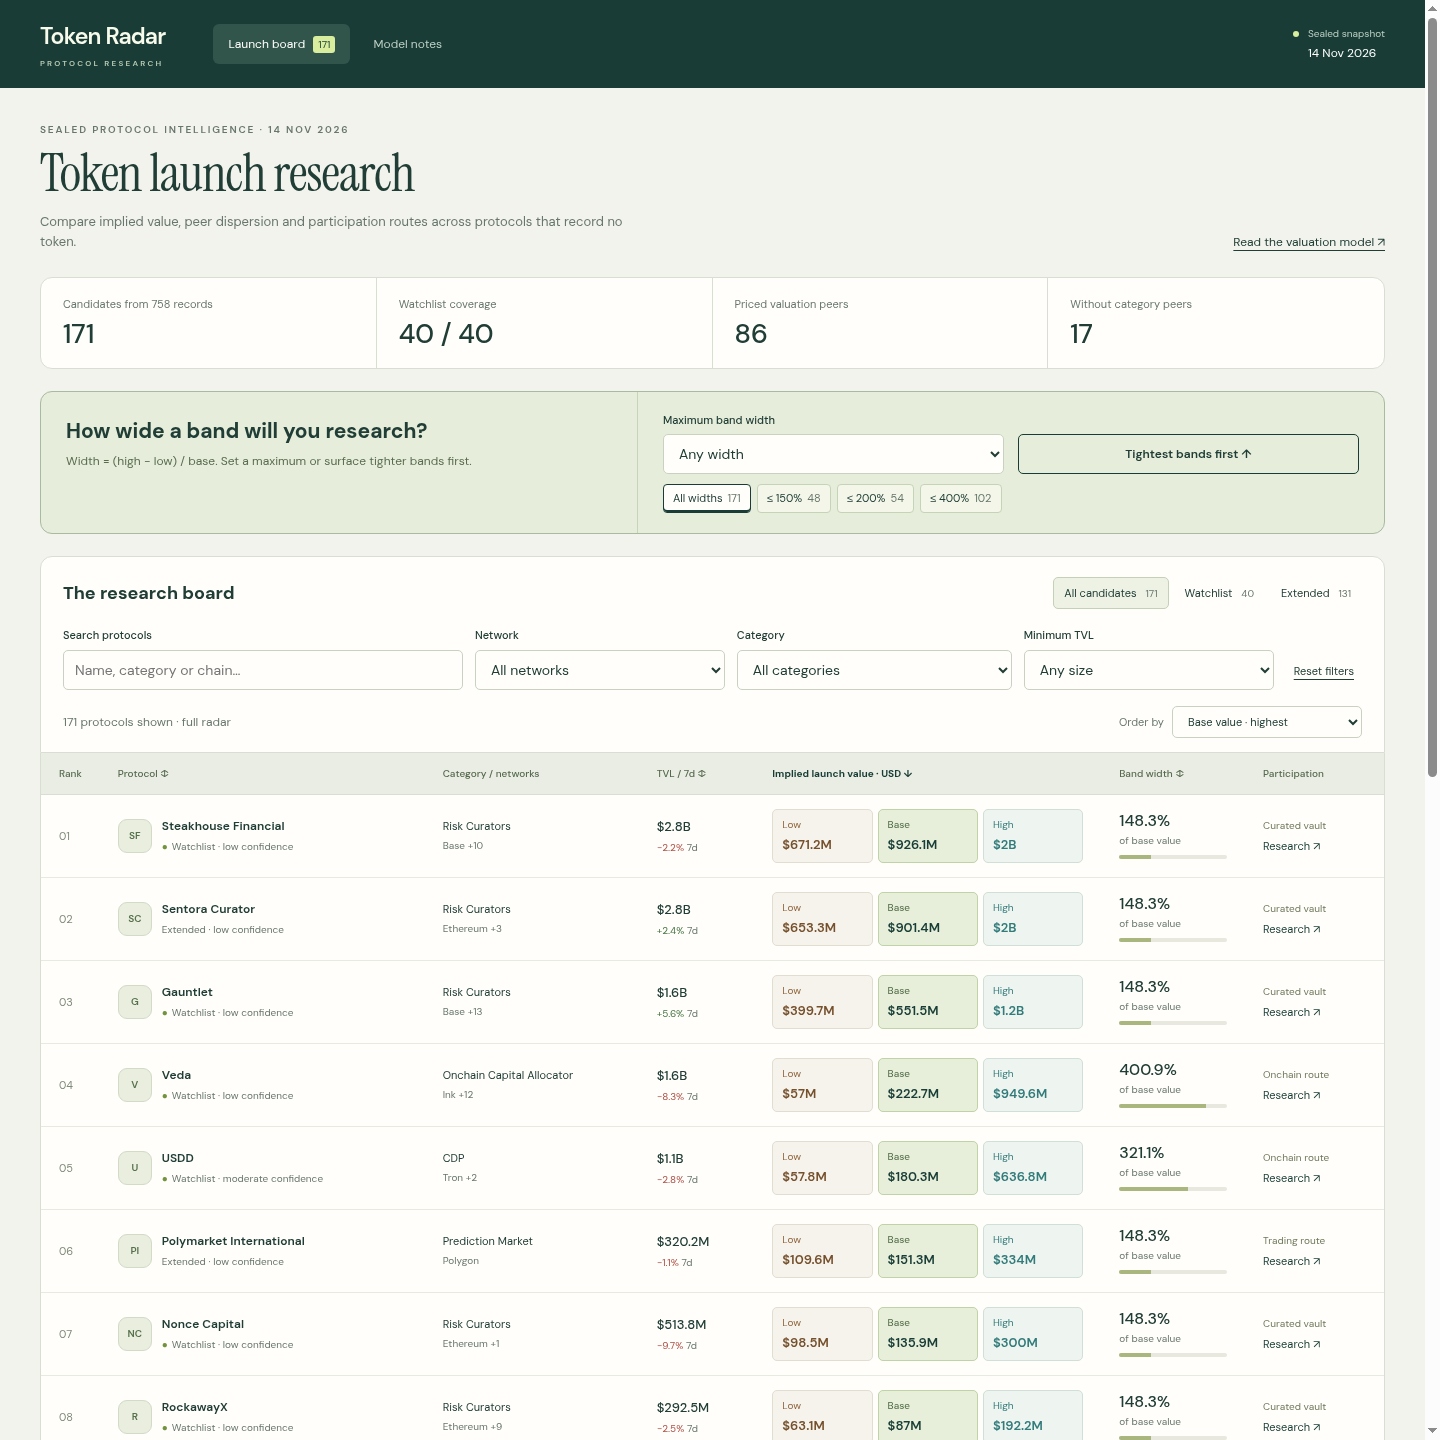 Token Radar
PROTOCOL RESEARCH
Launch board 171
Model notes
Sealed snapshot
14 Nov 2026
SEALED PROTOCOL INTELLIGENCE · 14 NOV 2026
Token launch research
Compare implied value, peer dispersion and participation routes across protocols that record no
token.
Read the valuation model ↗
Candidates from 758 records
171
Watchlist coverage
40 / 40
Priced valuation peers
86
Without category peers
17
How wide a band will you research?
Width = (high − low) / base. Set a maximum or surface tighter bands first.
Maximum band width
Any width
Tightest bands first ↑
All widths 171
≤ 150% 48
≤ 200% 54
≤ 400% 102
The research board
All candidates 171
Watchlist 40
Extended 131
Search protocols
Network
Category
Minimum TVL
Name, category or chain...
All networks
All categories
Any size
Reset filters
171 protocols shown · full radar
Order by
Base value · highest
Rank
Protocol
Category / networks
TVL / 7d
Implied launch value · USD ↓
Band width
Participation
01
SF
Steakhouse Financial
Watchlist · low confidence
Risk Curators
Base +10
$2.8B
−2.2% 7d
Low
$671.2M
Base
$926.1M
High
$2B
148.3%
of base value
Curated vault
Research ↗
02
SC
Sentora Curator
Extended · low confidence
Risk Curators
Ethereum +3
$2.8B
+2.4% 7d
Low
$653.3M
Base
$901.4M
High
$2B
148.3%
of base value
Curated vault
Research ↗
03
G
Gauntlet
Watchlist · low confidence
Risk Curators
Base +13
$1.6B
+5.6% 7d
Low
$399.7M
Base
$551.5M
High
$1.2B
148.3%
of base value
Curated vault
Research ↗
04
V
Veda
Watchlist · low confidence
Onchain Capital Allocator
Ink +12
$1.6B
−8.3% 7d
Low
$57M
Base
$222.7M
High
$949.6M
400.9%
of base value
Onchain route
Research ↗
05
U
USDD
Watchlist · moderate confidence
CDP
Tron +2
$1.1B
−2.8% 7d
Low
$57.8M
Base
$180.3M
High
$636.8M
321.1%
of base value
Onchain route
Research ↗
06
PI
Polymarket International
Extended · low confidence
Prediction Market
Polygon
$320.2M
−1.1% 7d
Low
$109.6M
Base
$151.3M
High
$334M
148.3%
of base value
Trading route
Research ↗
07
NC
Nonce Capital
Watchlist · low confidence
Risk Curators
Ethereum +1
$513.8M
−9.7% 7d
Low
$98.5M
Base
$135.9M
High
$300M
148.3%
of base value
Curated vault
Research ↗
08
R
RockawayX
Watchlist · low confidence
Risk Curators
Ethereum +9
$292.5M
−2.5% 7d
Low
$63.1M
Base
$87M
High
$192.2M
148.3%
of base value
Curated vault
Research ↗